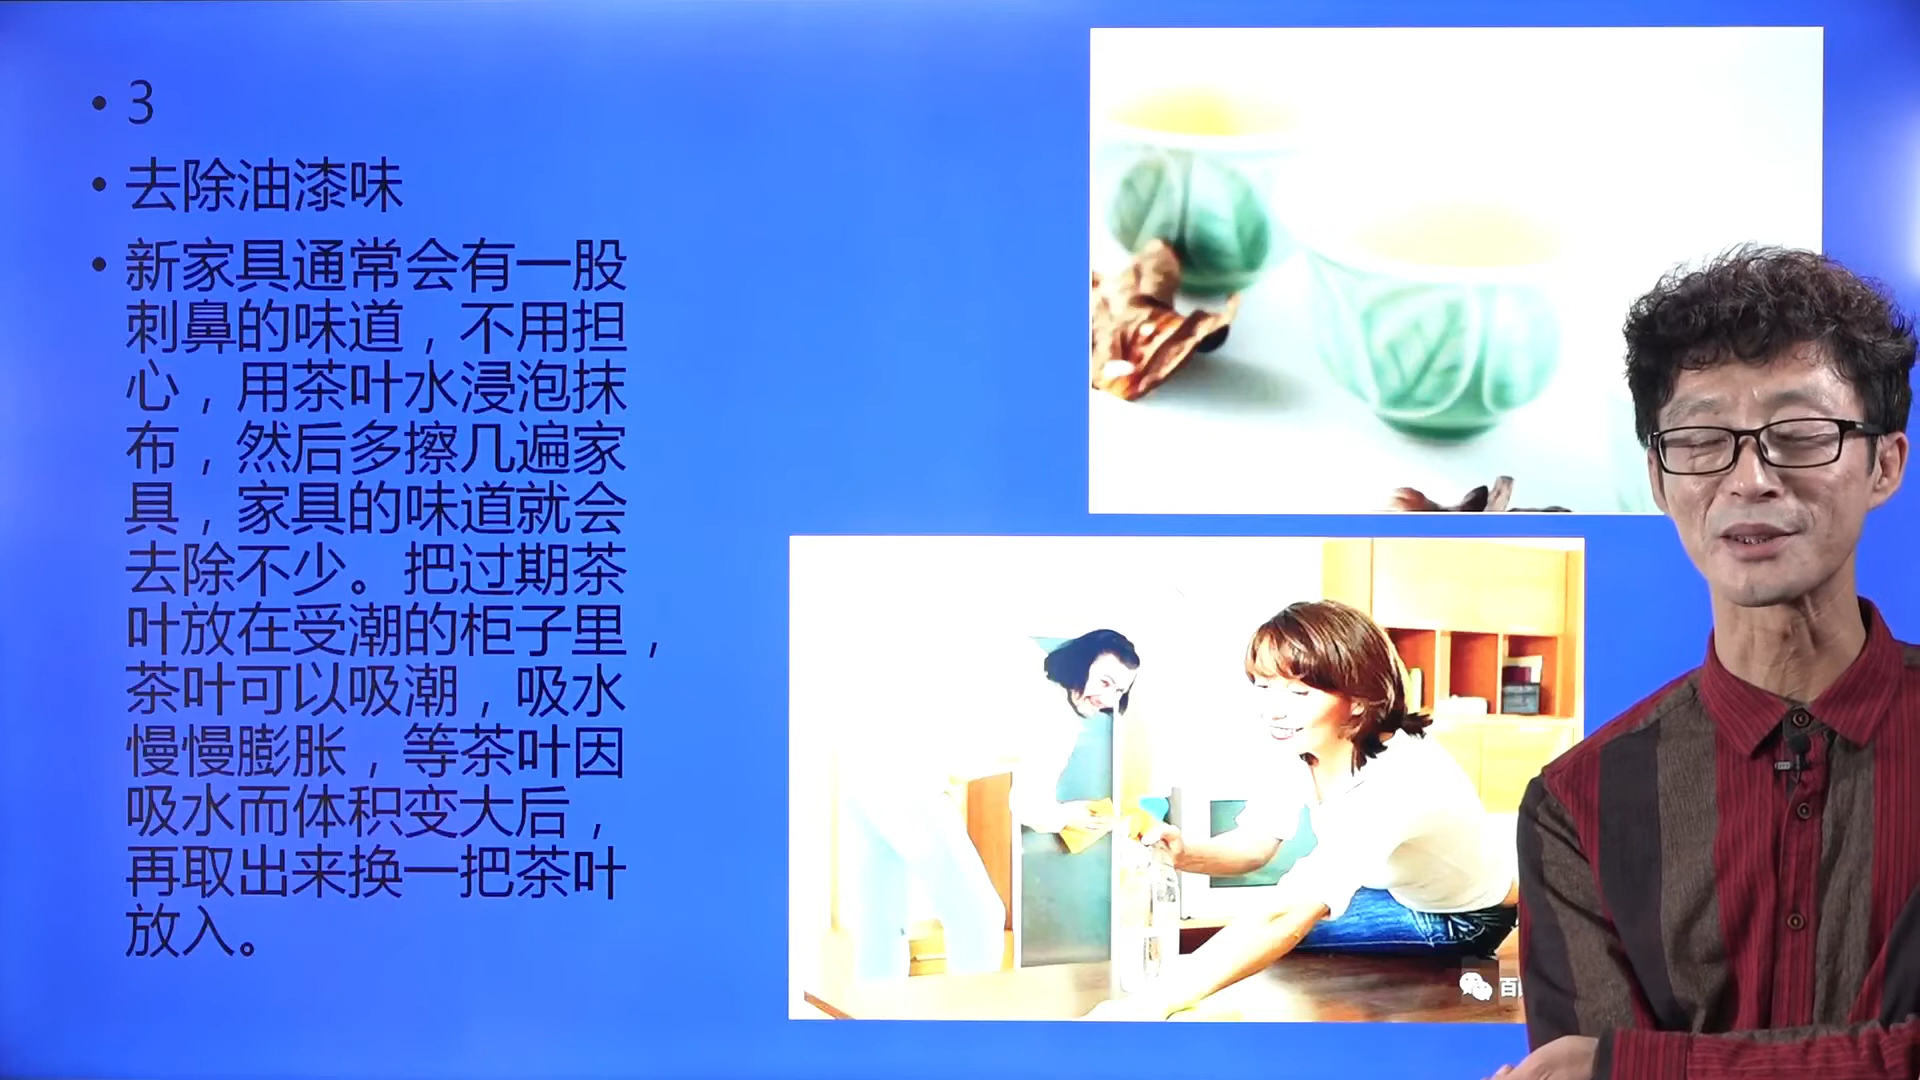 • 3
• 去除油漆味
• 新家具通常会有一股
刺鼻的味道，不用担
心，用茶叶水浸泡抹
布，然后多擦几遍家
具，家具的味道就会
去除不少。把过期茶
叶放在受潮的柜子里，
茶叶可以吸潮，吸水
慢慢膨胀，等茶叶因
吸水而体积变大后，
再取出来换一把茶叶
放入。
百